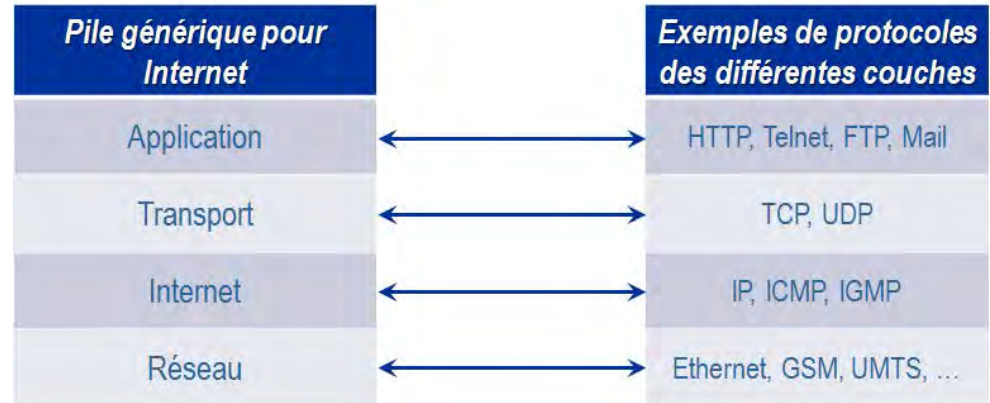 Pile générique pour
Internet
Exemples de protocoles
des différentes couches
Application
HTTP, Telnet, FTP, Mail
Transport
TCP, UDP
Internet
IP, ICMP, IGMP
Réseau
Ethernet, GSM, UMTS, …